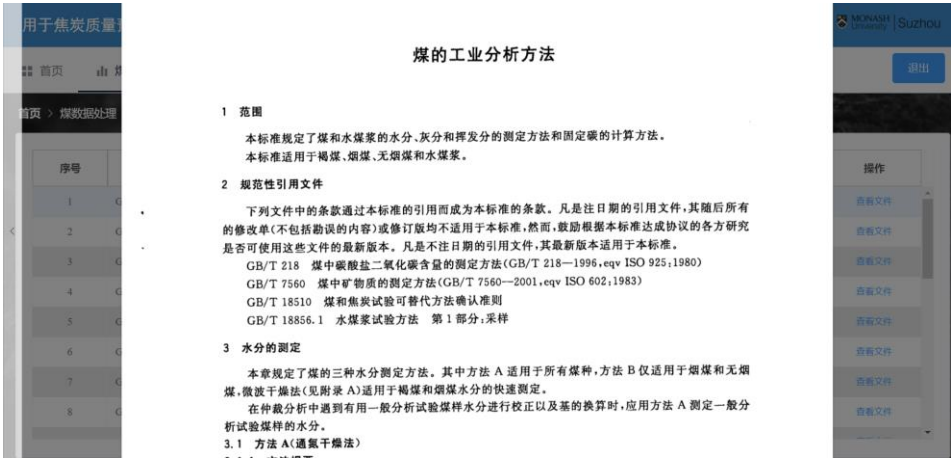 用于焦炭质量
MONASH University | Suzhou
首页
退出
首页 > 煤数据处理
序号
操作
1 G 查看文件
2 G 查看文件
3 G 查看文件
4 G 查看文件
5 G 查看文件
6 G 查看文件
7 G 查看文件
8 G 查看文件
煤的工业分析方法
1 范围
本标准规定了煤和水煤浆的水分、灰分和挥发分的测定方法和固定碳的计算方法。
本标准适用于褐煤、烟煤、无烟煤和水煤浆。
2 规范性引用文件
下列文件中的条款通过本标准的引用而成为本标准的条款。凡是注日期的引用文件,其随后所有
的修改单(不包括勘误的内容)或修订版均不适用于本标准,然而,鼓励根据本标准达成协议的各方研究
是否可使用这些文件的最新版本。凡是不注日期的引用文件,其最新版本适用于本标准。
GB/T 218 煤中碳酸盐二氧化碳含量的测定方法(GB/T 218—1996,eqv ISO 925:1980)
GB/T 7560 煤中矿物质的测定方法(GB/T 7560—2001,eqv ISO 602:1983)
GB/T 18510 煤和焦炭试验可替代方法确认准则
GB/T 18856.1 水煤浆试验方法 第1部分:采样
3 水分的测定
本章规定了煤的三种水分测定方法。其中方法 A 适用于所有煤种,方法 B 仅适用于烟煤和无烟
煤,微波干燥法(见附录 A)适用于褐煤和烟煤水分的快速测定。
在仲裁分析中遇到有用一般分析试验煤样水分进行校正以及基的换算时,应用方法 A 测定一般分
析试验煤样的水分。
3.1 方法 A(通氮干燥法)